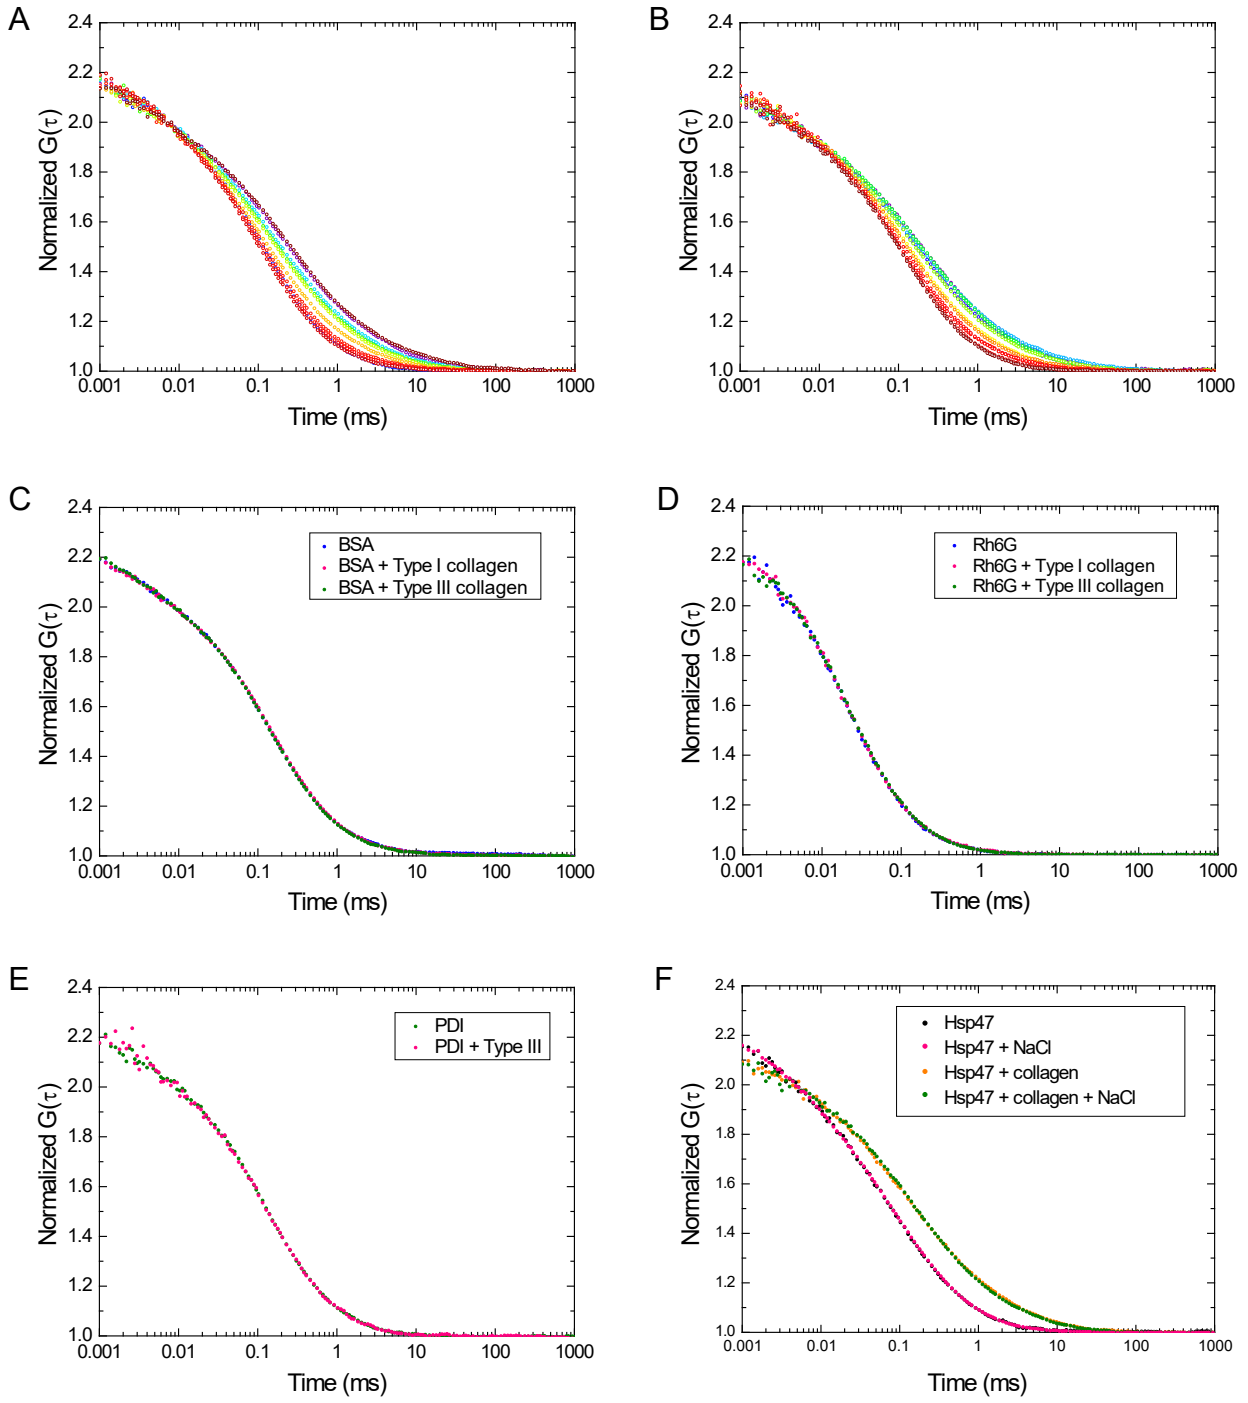 A
Normalized G(τ)
2.4
2.2
2.0
1.8
1.6
1.4
1.2
1.0
0.001 0.01 0.1 1 10 100 1000
Time (ms)
B
Normalized G(τ)
2.4
2.2
2.0
1.8
1.6
1.4
1.2
1.0
0.001 0.01 0.1 1 10 100 1000
Time (ms)
C
Normalized G(τ)
2.4
2.2
2.0
1.8
1.6
1.4
1.2
1.0
BSA
BSA + Type I collagen
BSA + Type III collagen
0.001 0.01 0.1 1 10 100 1000
Time (ms)
D
Normalized G(τ)
2.4
2.2
2.0
1.8
1.6
1.4
1.2
1.0
Rh6G
Rh6G + Type I collagen
Rh6G + Type III collagen
0.001 0.01 0.1 1 10 100 1000
Time (ms)
E
Normalized G(τ)
2.4
2.2
2.0
1.8
1.6
1.4
1.2
1.0
PDI
PDI + Type III
0.001 0.01 0.1 1 10 100 1000
Time (ms)
F
Normalized G(τ)
2.4
2.2
2.0
1.8
1.6
1.4
1.2
1.0
Hsp47
Hsp47 + NaCl
Hsp47 + collagen
Hsp47 + collagen + NaCl
0.001 0.01 0.1 1 10 100 1000
Time (ms)